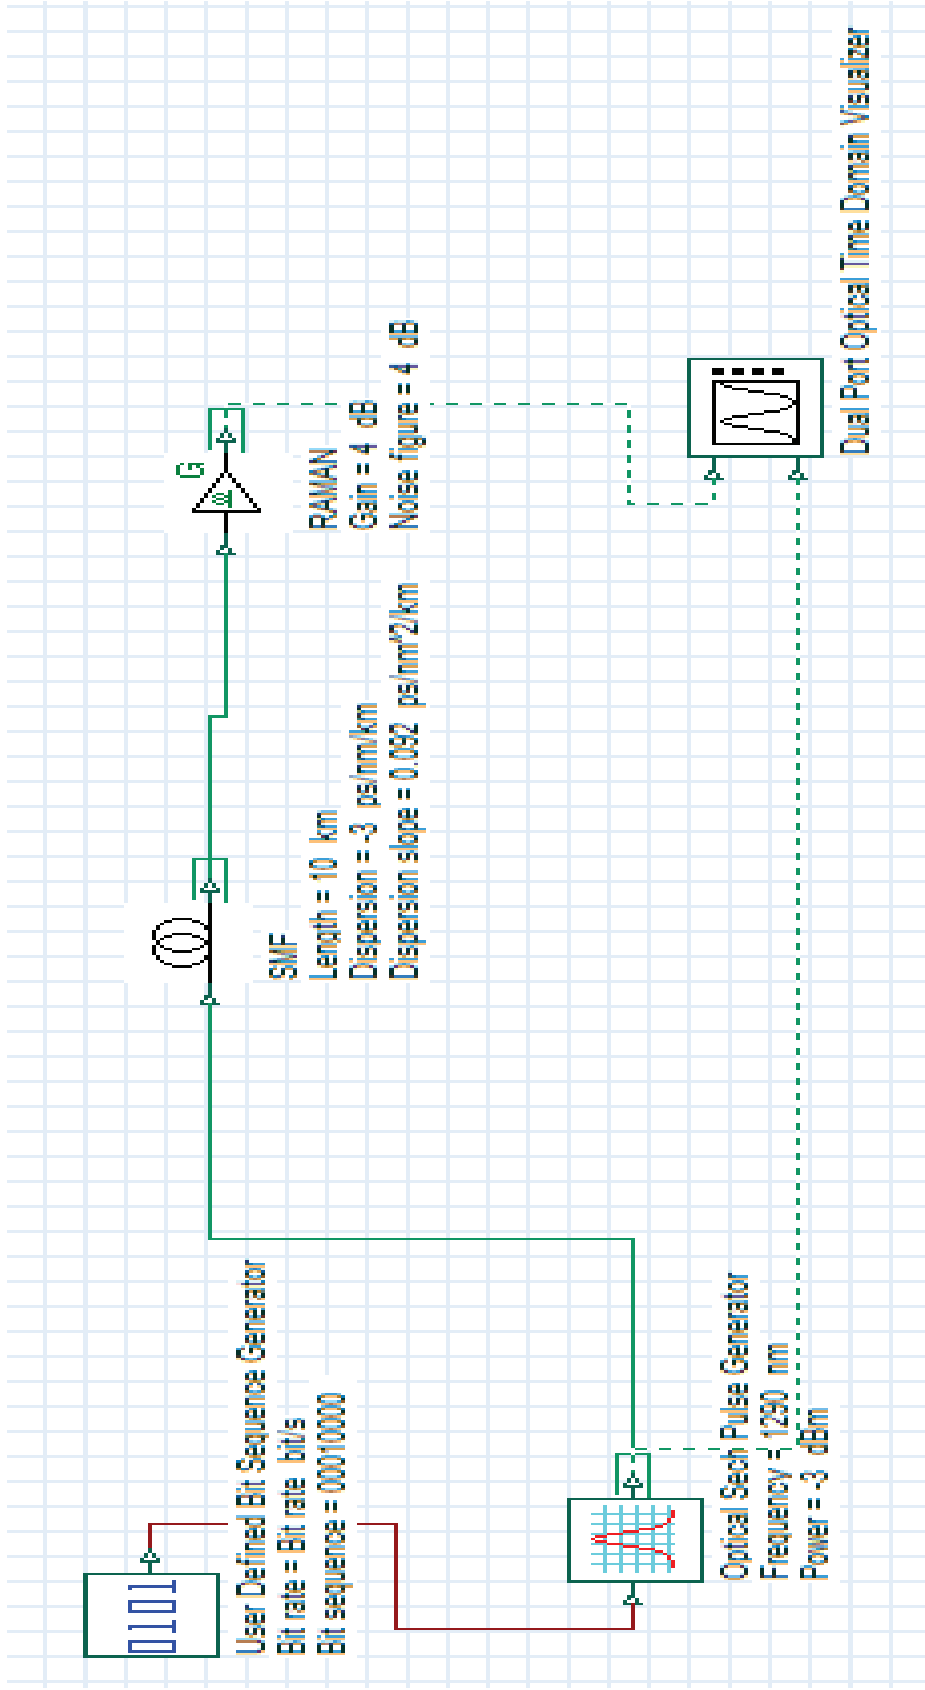 User Defined Bit Sequence Generator
Bit rate = Bit rate bit/s
Bit sequence = 00010000
0101
Optical Sech Pulse Generator
Frequency = 1290 nm
Power = -3 dBm
SMF
Length = 10 km
Dispersion = -3 ps/nm/km
Dispersion slope = 0.092 ps/nm^2/km
G
RAMAN
Gain = 4 dB
Noise figure = 4 dB
Dual Port Optical Time Domain Visualizer